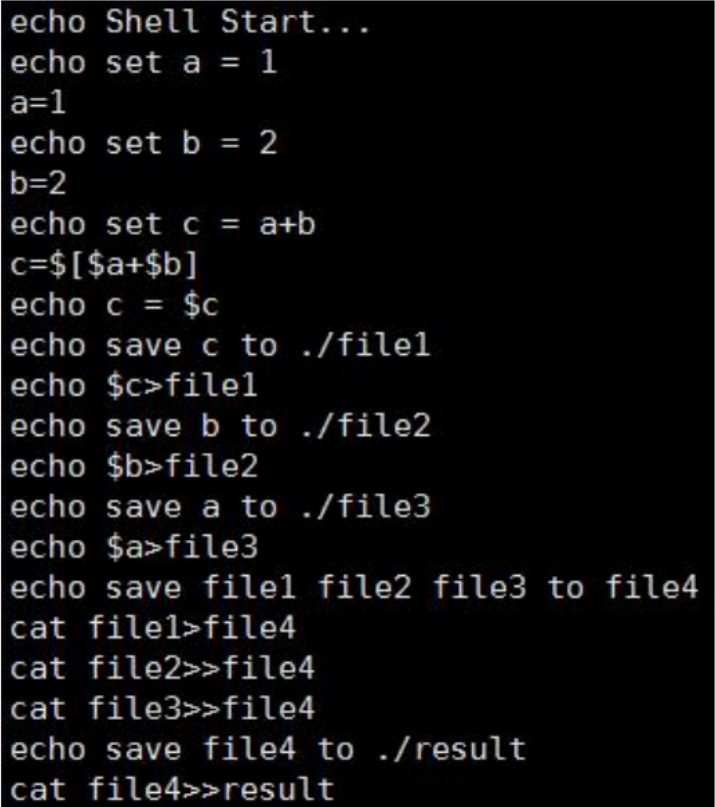 echo Shell Start...
echo set a = 1
a=1
echo set b = 2
b=2
echo set c = a+b
c=$[$a+$b]
echo c = $c
echo save c to ./file1
echo $c>file1
echo save b to ./file2
echo $b>file2
echo save a to ./file3
echo $a>file3
echo save file1 file2 file3 to file4
cat file1>file4
cat file2>>file4
cat file3>>file4
echo save file4 to ./result
cat file4>>result